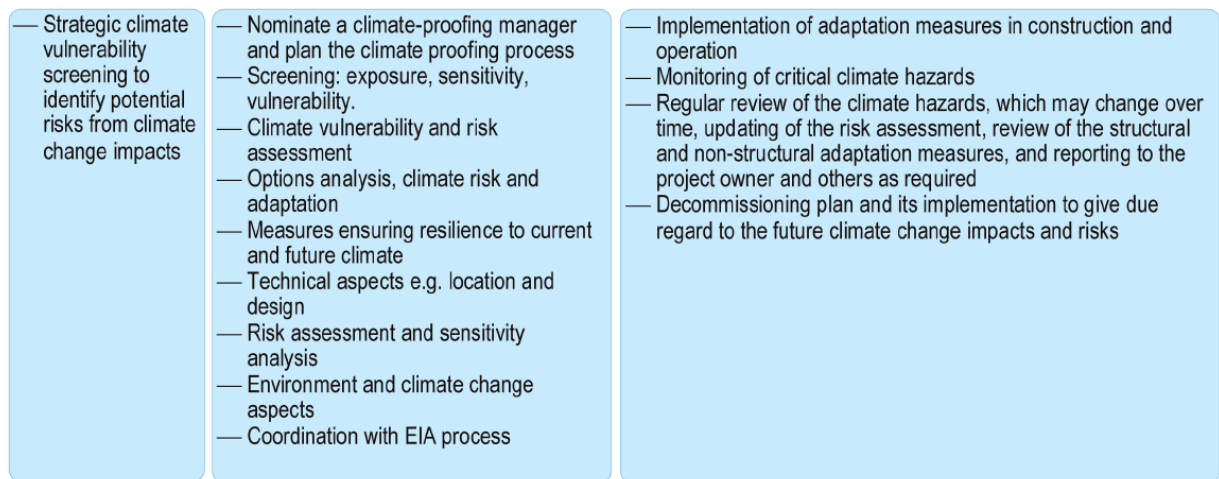 — Strategic climate
vulnerability
screening to
identify potential
risks from climate
change impacts
— Nominate a climate-proofing manager
and plan the climate proofing process
— Screening: exposure, sensitivity,
vulnerability.
— Climate vulnerability and risk
assessment
— Options analysis, climate risk and
adaptation
— Measures ensuring resilience to current
and future climate
— Technical aspects e.g. location and
design
— Risk assessment and sensitivity
analysis
— Environment and climate change
aspects
— Coordination with EIA process
— Implementation of adaptation measures in construction and
operation
— Monitoring of critical climate hazards
— Regular review of the climate hazards, which may change over
time, updating of the risk assessment, review of the structural
and non-structural adaptation measures, and reporting to the
project owner and others as required
— Decommissioning plan and its implementation to give due
regard to the future climate change impacts and risks